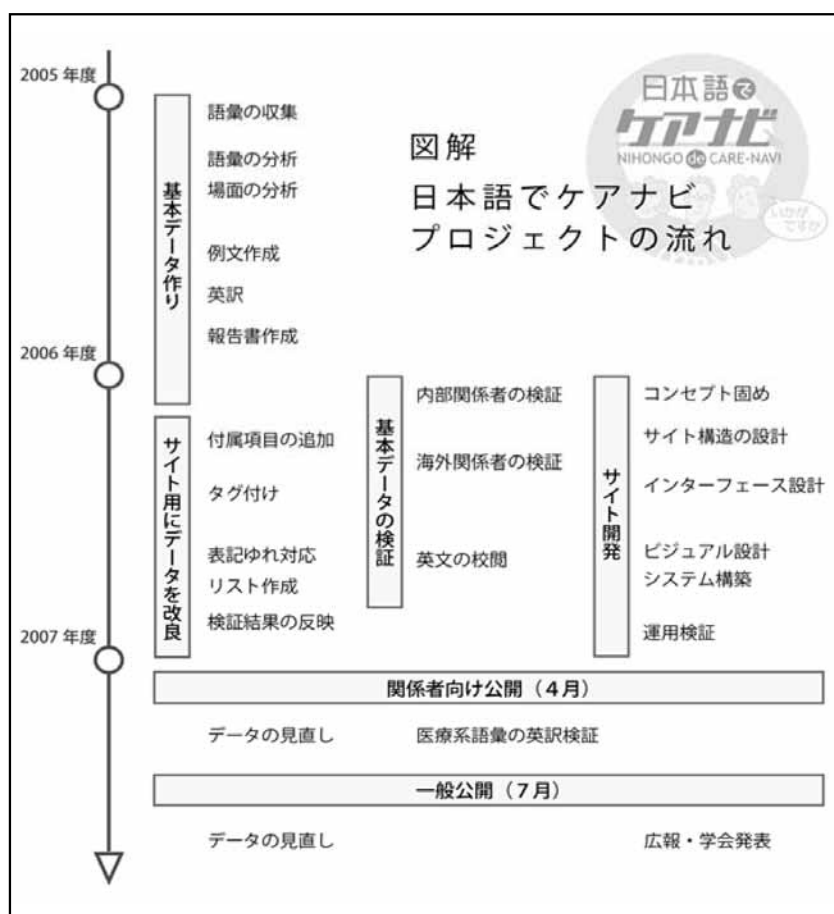 2005 年度
基本データ作り
語彙の収集
語彙の分析
場面の分析
例文作成
英訳
報告書作成
図解
日本語でケアナビ
プロジェクトの流れ
日本語で
ケアナビ
NIHONGO de CARE-NAVI
いかが
ですか
2006 年度
サイト用にデータを改良
付属項目の追加
タグ付け
表記ゆれ対応
リスト作成
検証結果の反映
基本データの検証
内部関係者の検証
海外関係者の検証
英文の校閲
サイト開発
コンセプト固め
サイト構造の設計
インターフェース設計
ビジュアル設計
システム構築
運用検証
2007 年度
関係者向け公開（４月）
データの見直し
医療系語彙の英訳検証
一般公開（７月）
データの見直し
広報・学会発表